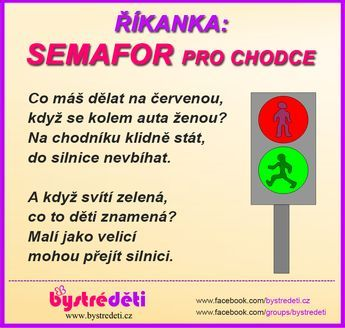 ŘÍKANKA:
SEMAFOR PRO CHODCE
Co máš dělat na červenou,
když se kolem auta ženou?
Na chodníku klidně stát,
do silnice nevbíhat.
A když svítí zelená,
co to děti znamená?
Malí jako velicí
mohou přejít silnici.
bystréděti
www.bystredeti.cz
www.facebook.com/bystredeti.cz
www.facebook.com/groups/bystredeti